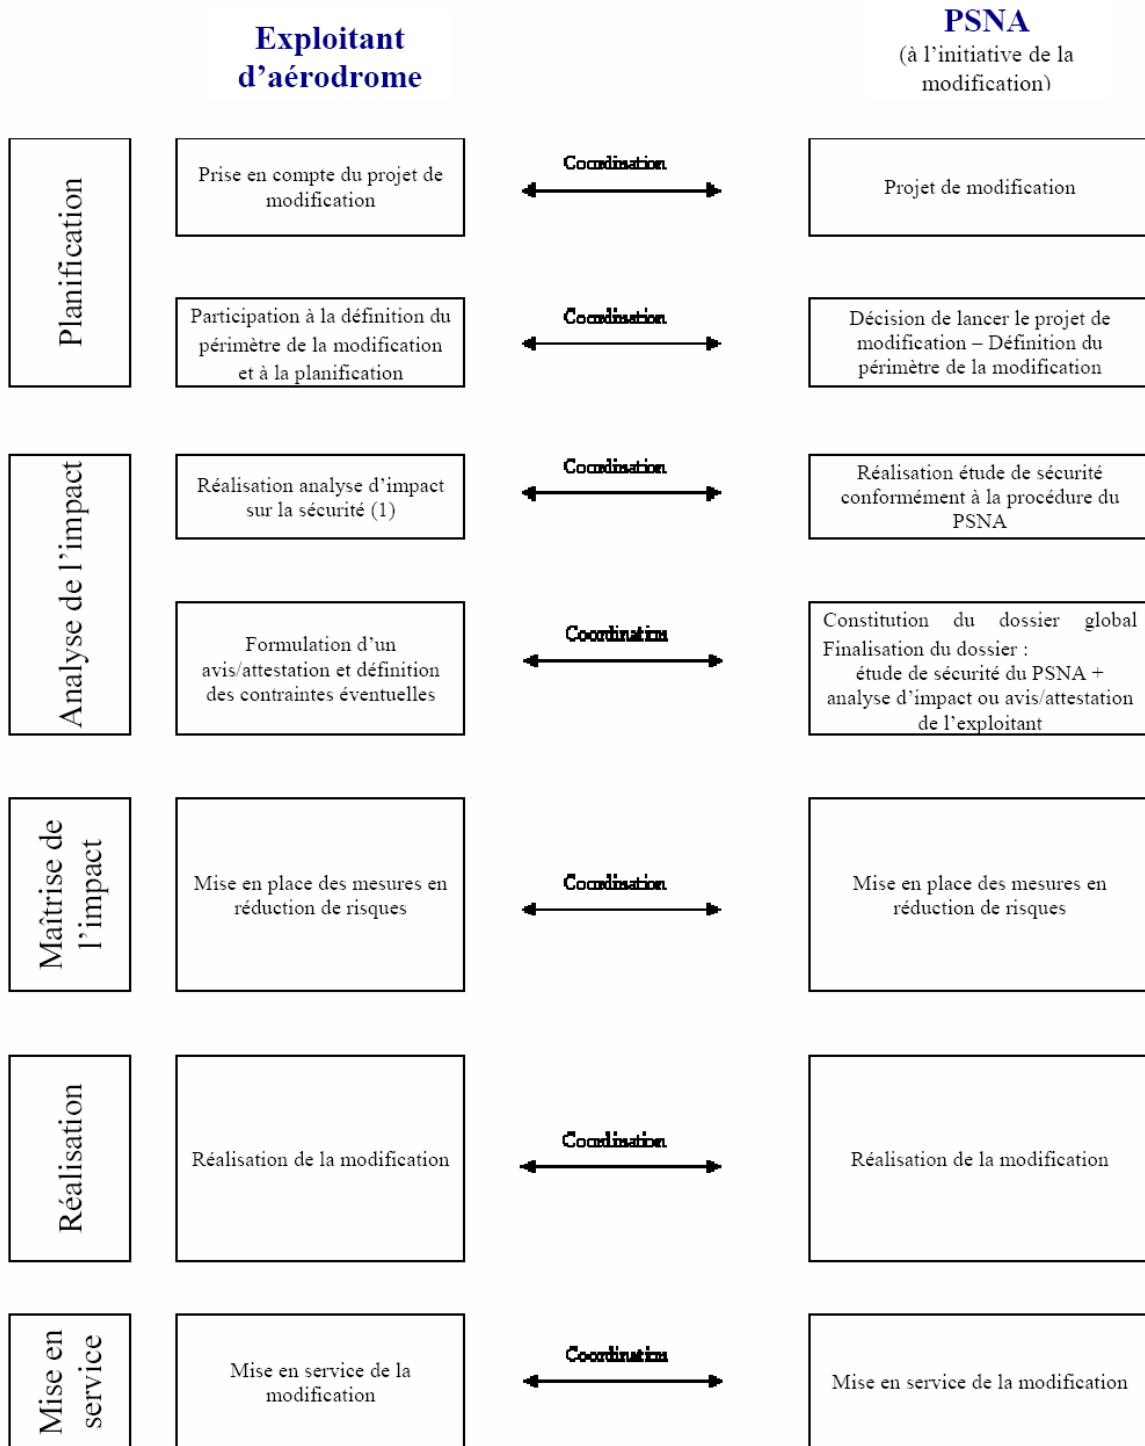 Exploitant
d'aérodrome
PSNA
(à l'initiative de la
modification)
Planification
Prise en compte du projet de
modification
Coordination
Projet de modification
Participation à la définition du
périmètre de la modification
et à la planification
Coordination
Décision de lancer le projet de
modification – Définition du
périmètre de la modification
Analyse de l'impact
Réalisation analyse d'impact
sur la sécurité (1)
Coordination
Réalisation étude de sécurité
conformément à la procédure du
PSNA
Formulation d'un
avis/attestation et définition
des contraintes éventuelles
Coordination
Constitution du dossier global
Finalisation du dossier :
étude de sécurité du PSNA +
analyse d'impact ou avis/attestation
de l'exploitant
Maîtrise de
l'impact
Mise en place des mesures en
réduction de risques
Coordination
Mise en place des mesures en
réduction de risques
Réalisation
Réalisation de la modification
Coordination
Réalisation de la modification
Mise en
service
Mise en service de la
modification
Coordination
Mise en service de la modification